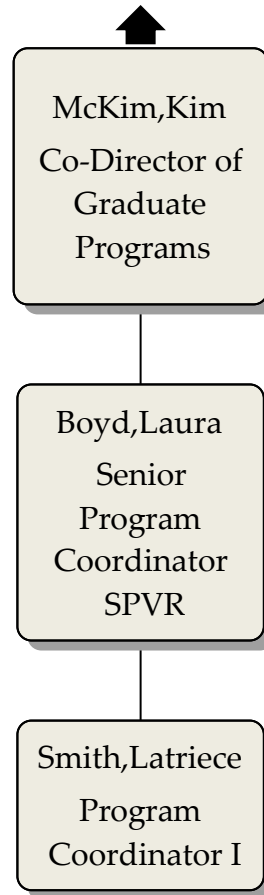 McKim,Kim
Co-Director of
Graduate
Programs
Boyd,Laura
Senior
Program
Coordinator
SPVR
Smith,Latriece
Program
Coordinator I